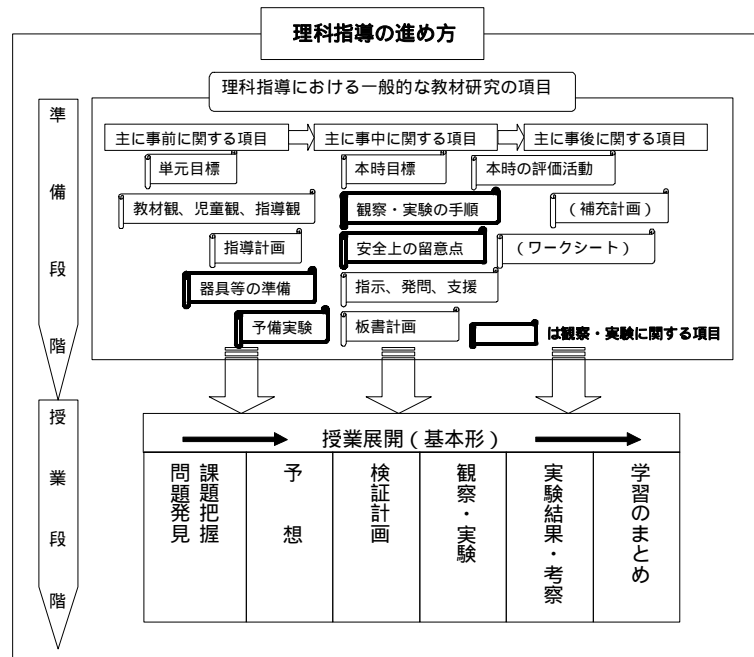 理科指導の進め方
準備段階
理科指導における一般的な教材研究の項目
主に事前に関する項目
主に事中に関する項目
主に事後に関する項目
単元目標
本時目標
本時の評価活動
教材観、児童観、指導観
観察・実験の手順
(補充計画)
指導計画
安全上の留意点
(ワークシート)
器具等の準備
指示、発問、支援
予備実験
板書計画
は観察・実験に関する項目
授業段階
授業展開(基本形)
課題把握
問題発見
予想
検証計画
観察・実験
実験結果・考察
学習のまとめ